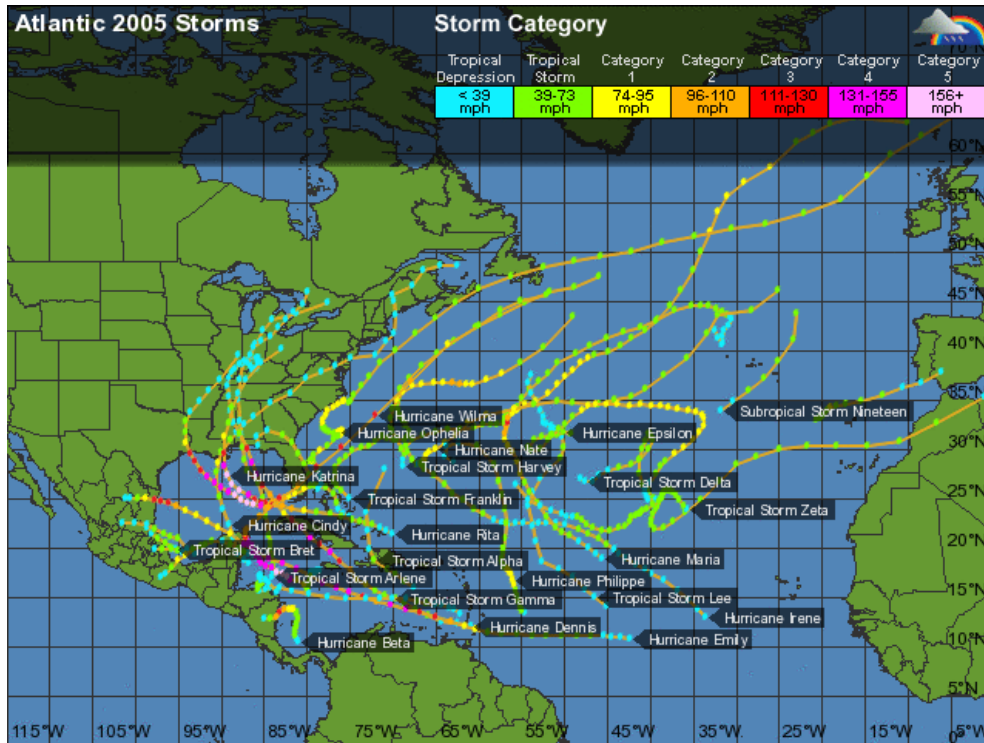 Atlantic 2005 Storms
Storm Category
Tropical Depression
Tropical Storm
Category 1
Category 2
Category 3
Category 4
Category 5
< 39 mph
39-73 mph
74-95 mph
96-110 mph
111-130 mph
131-155 mph
156+ mph
60°N
55°N
50°N
45°N
40°N
35°N
30°N
25°N
20°N
15°N
10°N
5°N
0°
Hurricane Wilma
Subropical Storm Nineteen
Hurricane Ophelia
Hurricane Epsilon
Hurricane Nate
Tropical Storm Harvey
Hurricane Katrina
Tropical Storm Delta
Tropical Storm Franklin
Tropical Storm Zeta
Hurricane Cindy
Hurricane Rita
Tropical Storm Bret
Tropical Storm Alpha
Hurricane Maria
Tropical Storm Arlene
Hurricane Philippe
Tropical Storm Gamma
Tropical Storm Lee
Hurricane Irene
Hurricane Dennis
Hurricane Beta
Hurricane Emily
115°W
105°W
95°W
85°W
75°W
65°W
55°W
45°W
35°W
25°W
15°W
5°W